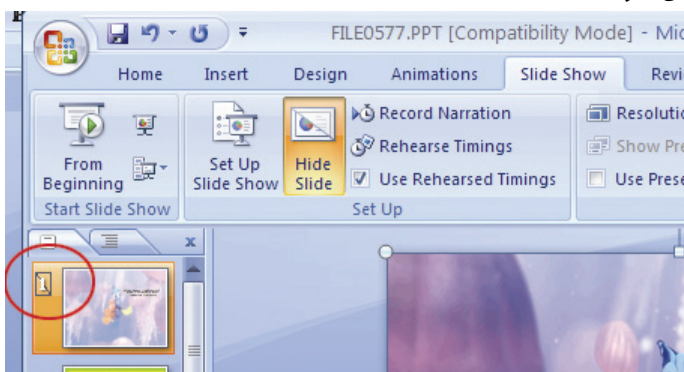 FILE0577.PPT [Compatibility Mode] - Mic
Home Insert Design Animations Slide Show Revi
From Beginning
Set Up Slide Show
Hide Slide
Record Narration
Rehearse Timings
Use Rehearsed Timings
Resolutio
Show Pre
Use Prese
Start Slide Show
Set Up
1